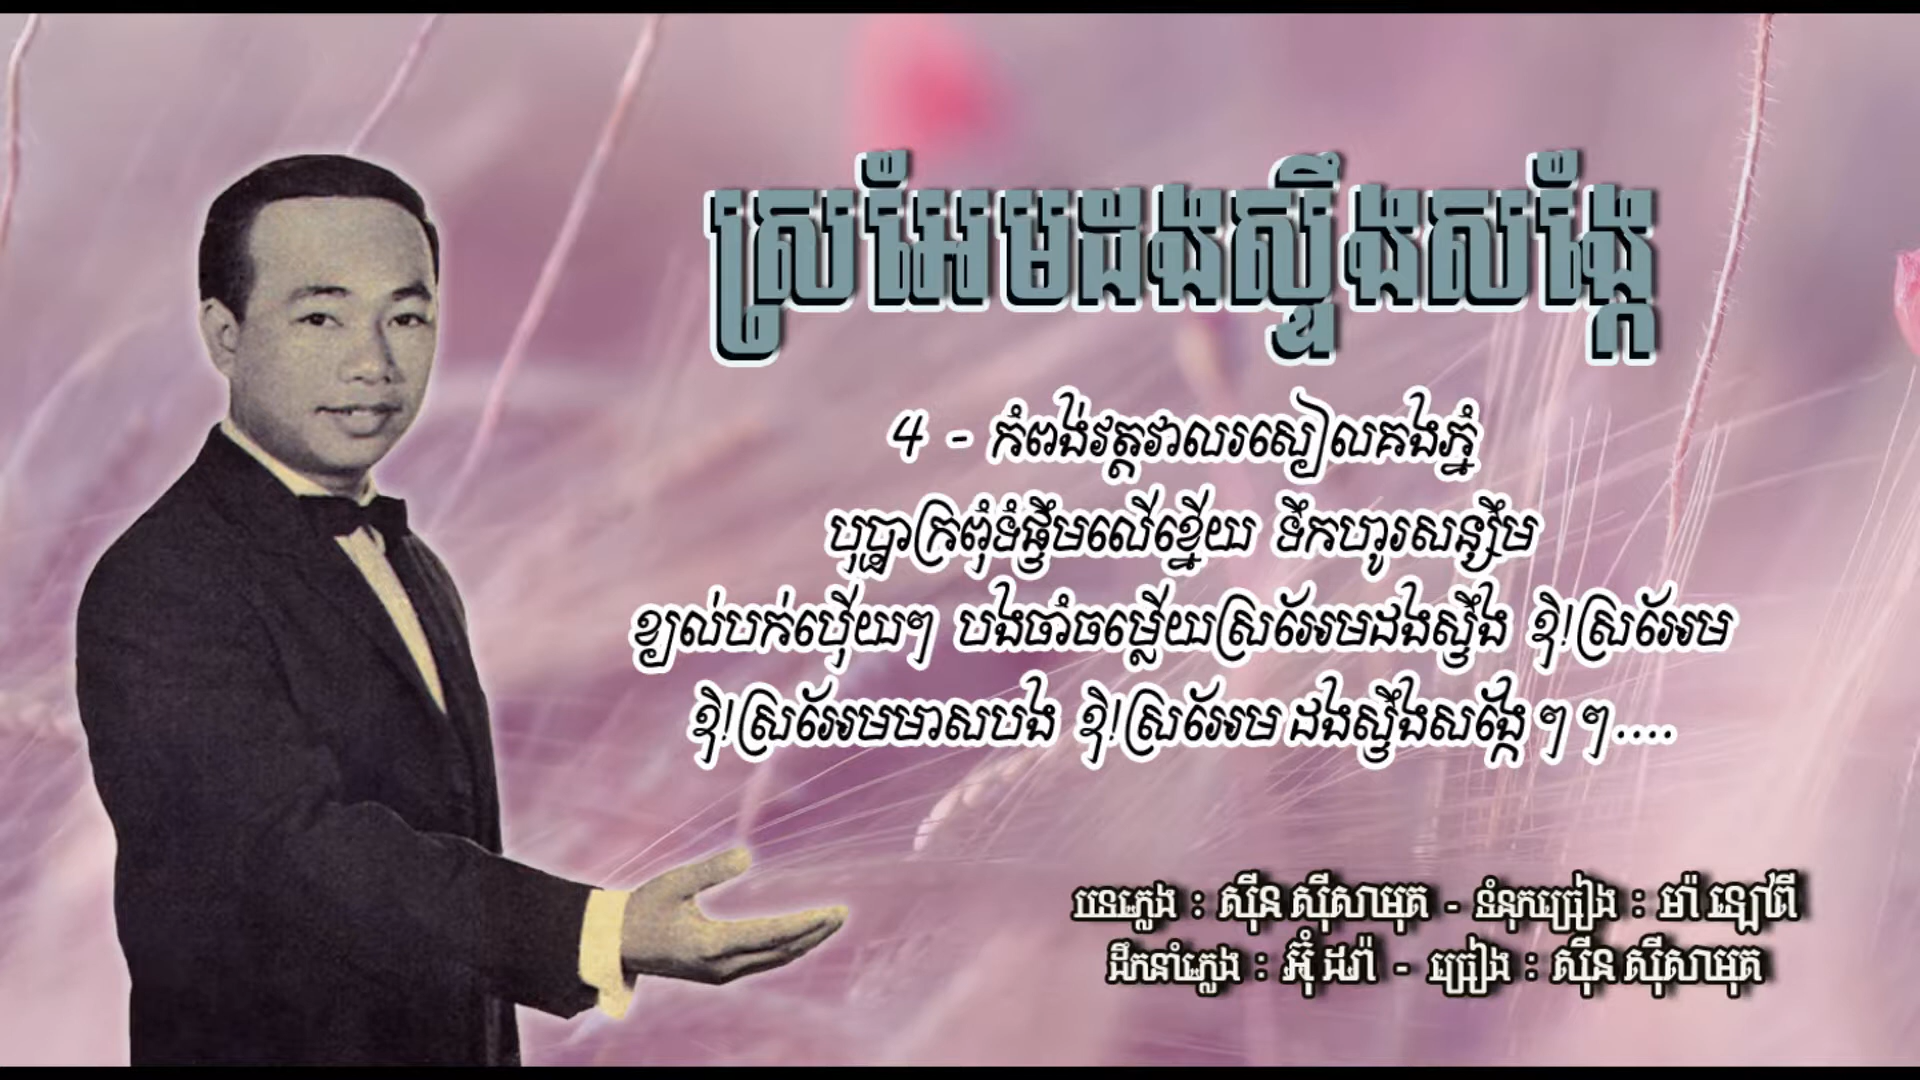 ស្រអែមដងស្ទឹងសង្កែ
4 - កំពង់វត្តវាលរសៀលគងភ្នំ
បុប្ផាក្រពុំទំផ្ទឹមលើខ្នើយ ទឹកហូរសន្សឹម
ខ្យល់បក់ប៉ើយៗ បងចាំចម្លើយស្រអែមដងស្ទឹង ឱ!ស្រអែម
ឱ!ស្រអែមមាសបង ឱ!ស្រអែម ដងស្ទឹងសង្កែៗ ៗ....
បទភ្លេង : ស៊ីន ស៊ីសាមុត - ទំនុកច្រៀង : ម៉ា ឡៅពី
ដឹកនាំភ្លេង : អ៊ុំ ដរ៉ា - ច្រៀង : ស៊ីន ស៊ីសាមុត